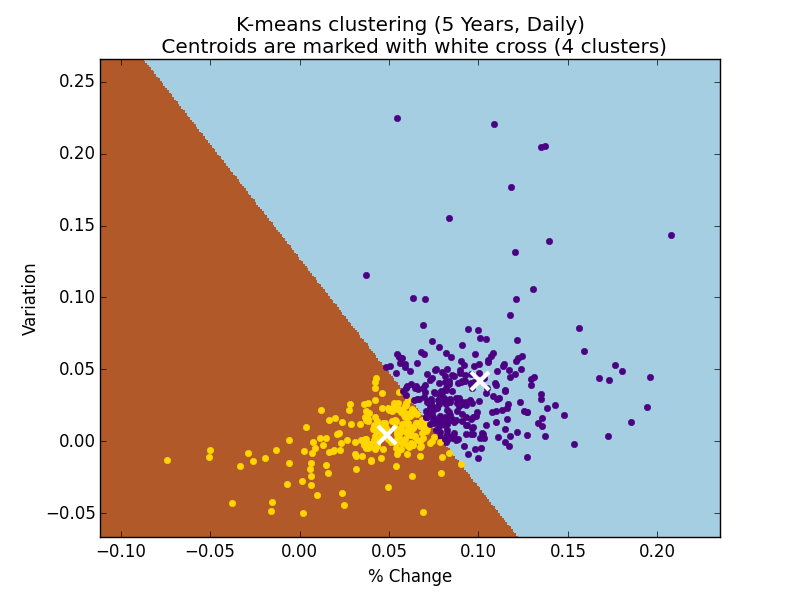 K-means clustering (5 Years, Daily)
Centroids are marked with white cross (4 clusters)
0.25
0.20
0.15
0.10
0.05
0.00
−0.05
Variation
−0.10 −0.05 0.00 0.05 0.10 0.15 0.20
% Change